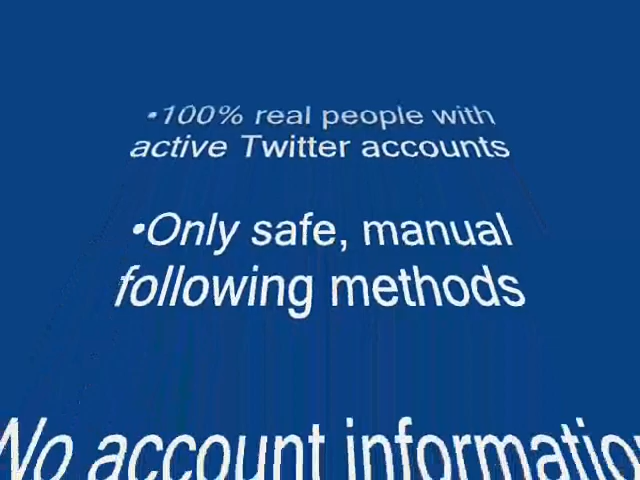 •100% real people with
active Twitter accounts
•Only safe, manual
following methods
No account informatio